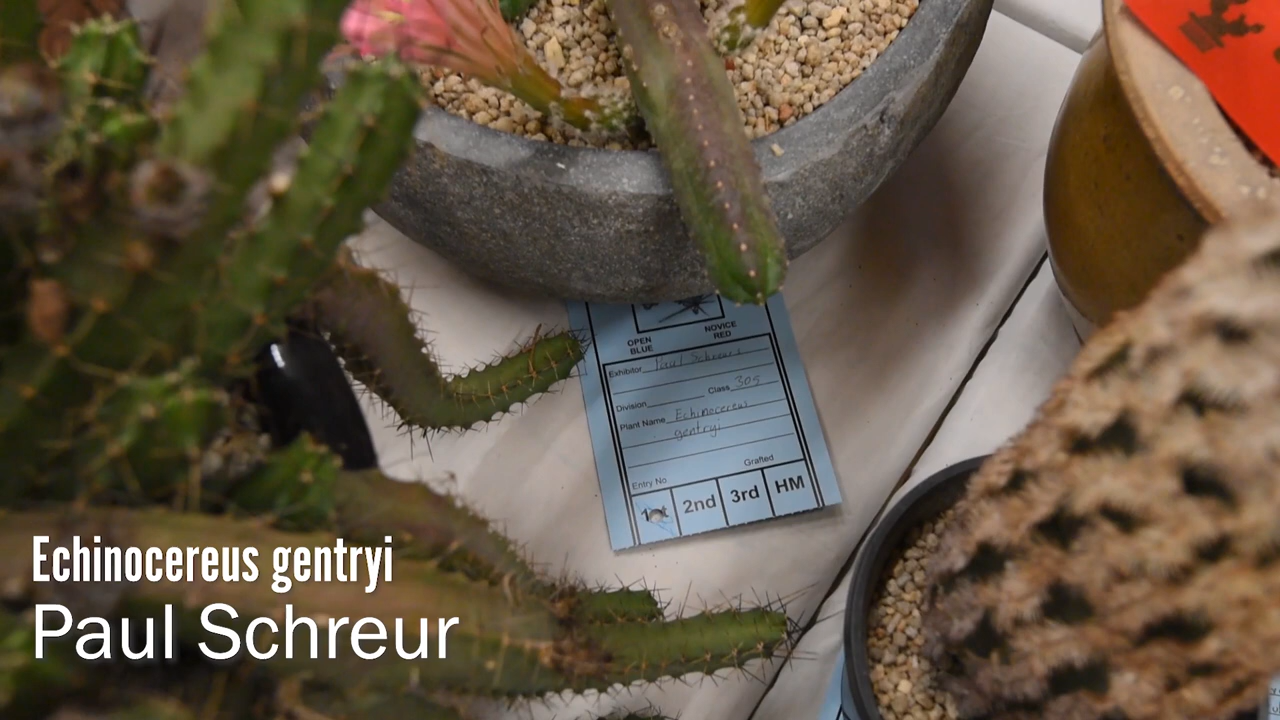 OPEN NOVICE
BLUE RED
Exhibitor Paul Schreurs
Division Class 305
Plant Name Echinocereus
gentryi
Grafted
Entry No
1st 2nd 3rd HM
Echinocereus gentryi
Paul Schreur